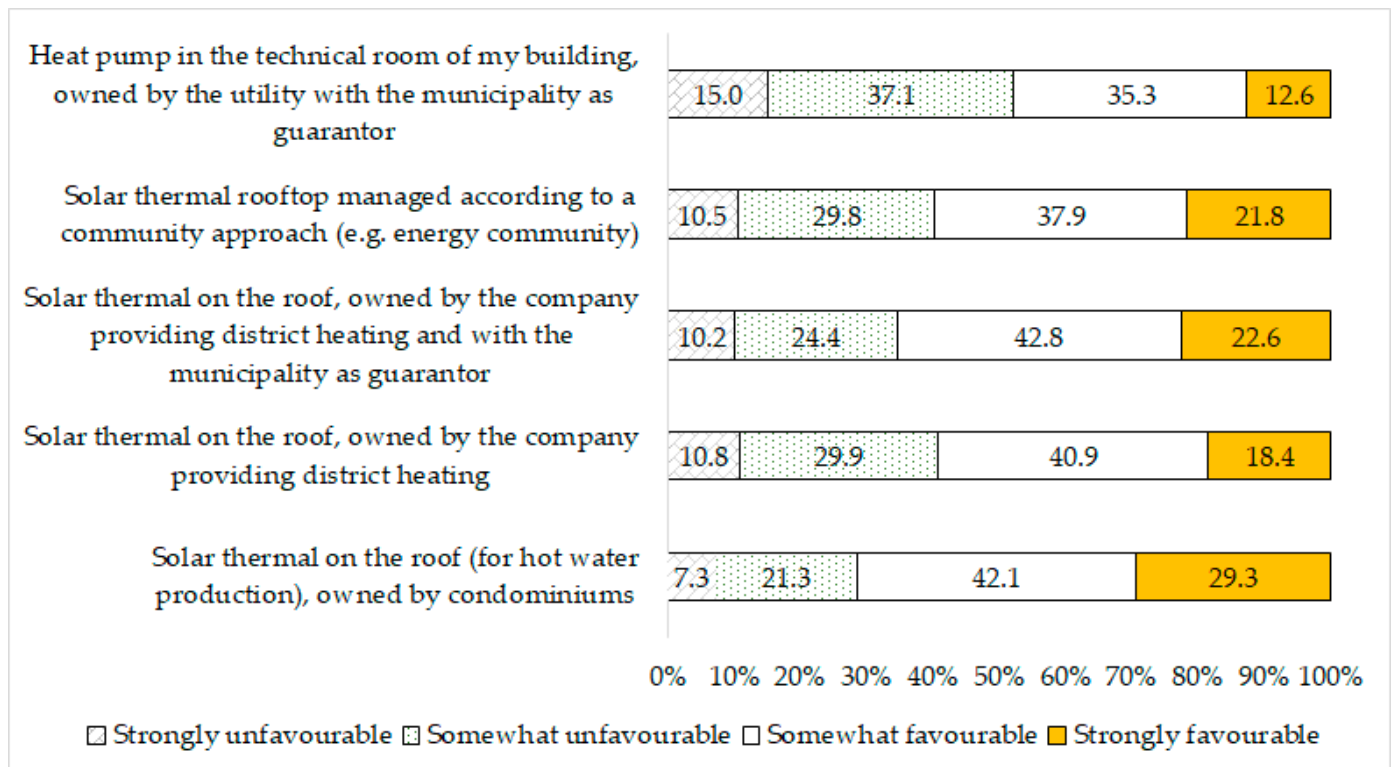 Heat pump in the technical room of my building,
owned by the utility with the municipality as
guarantor
15.0 37.1 35.3 12.6
Solar thermal rooftop managed according to a
community approach (e.g. energy community)
10.5 29.8 37.9 21.8
Solar thermal on the roof, owned by the company
providing district heating and with the
municipality as guarantor
10.2 24.4 42.8 22.6
Solar thermal on the roof, owned by the company
providing district heating
10.8 29.9 40.9 18.4
Solar thermal on the roof (for hot water
production), owned by condominiums
7.3 21.3 42.1 29.3
0% 10% 20% 30% 40% 50% 60% 70% 80% 90% 100%
Strongly unfavourable Somewhat unfavourable Somewhat favourable Strongly favourable